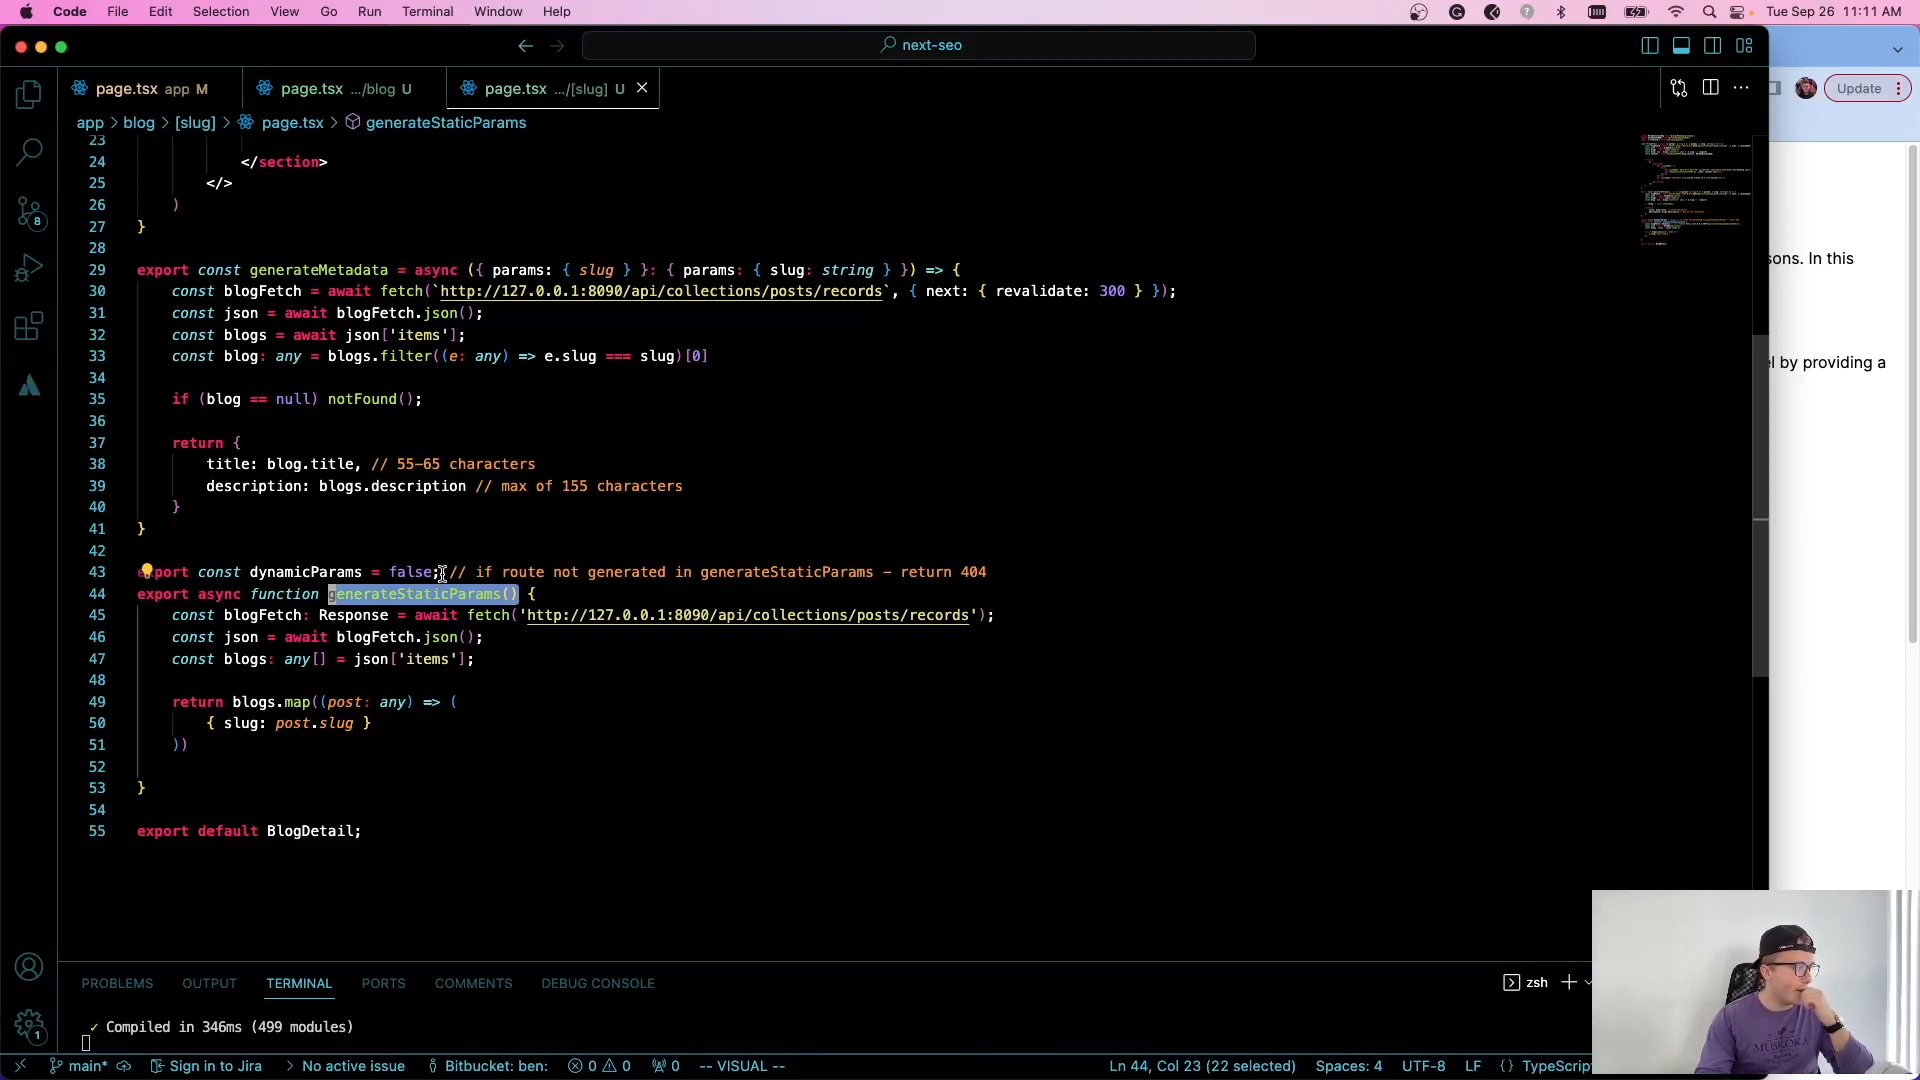 Code File Edit Selection View Go Run Terminal Window Help Tue Sep 26 11:11 AM
next-seo
page.tsx app M page.tsx .../blog U page.tsx .../[slug] U
Update
app > blog > [slug] > page.tsx > generateStaticParams
23
24 </section>
25 </>
26 )
27 }
28
29 export const generateMetadata = async ({ params: { slug } }: { params: { slug: string } }) => {
30 const blogFetch = await fetch(`http://127.0.0.1:8090/api/collections/posts/records`, { next: { revalidate: 300 } });
31 const json = await blogFetch.json();
32 const blogs = await json['items'];
33 const blog: any = blogs.filter((e: any) => e.slug === slug)[0]
34
35 if (blog == null) notFound();
36
37 return {
38 title: blog.title, // 55-65 characters
39 description: blogs.description // max of 155 characters
40 }
41 }
42
43 export const dynamicParams = false; // if route not generated in generateStaticParams - return 404
44 export async function generateStaticParams() {
45 const blogFetch: Response = await fetch('http://127.0.0.1:8090/api/collections/posts/records');
46 const json = await blogFetch.json();
47 const blogs: any[] = json['items'];
48
49 return blogs.map((post: any) => (
50 { slug: post.slug }
51 ))
52
53 }
54
55 export default BlogDetail;
sons. In this
el by providing a
8
1
PROBLEMS OUTPUT TERMINAL PORTS COMMENTS DEBUG CONSOLE
zsh
✓ Compiled in 346ms (499 modules)
main* Sign in to Jira > No active issue Bitbucket: ben: 0 0 0 -- VISUAL --
Ln 44, Col 23 (22 selected) Spaces: 4 UTF-8 LF {} TypeScrip
MUSKOKA